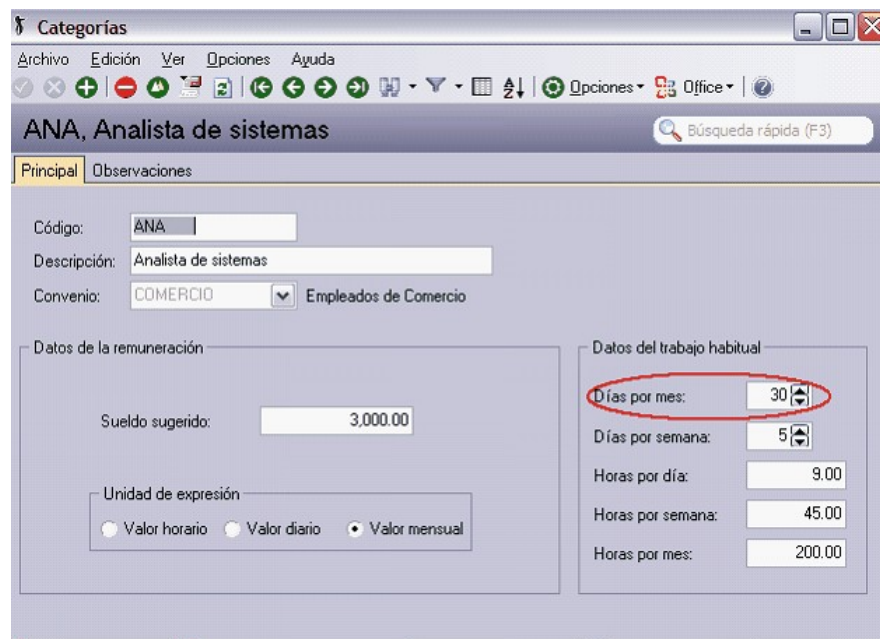 Categorías
Archivo Edición Ver Opciones Ayuda
Opciones Office
ANA, Analista de sistemas
Búsqueda rápida (F3)
Principal Observaciones
Código: ANA
Descripción: Analista de sistemas
Convenio: COMERCIO Empleados de Comercio
Datos de la remuneración
Sueldo sugerido: 3,000.00
Unidad de expresión
Valor horario Valor diario Valor mensual
Datos del trabajo habitual
Días por mes: 30
Días por semana: 5
Horas por día: 9.00
Horas por semana: 45.00
Horas por mes: 200.00